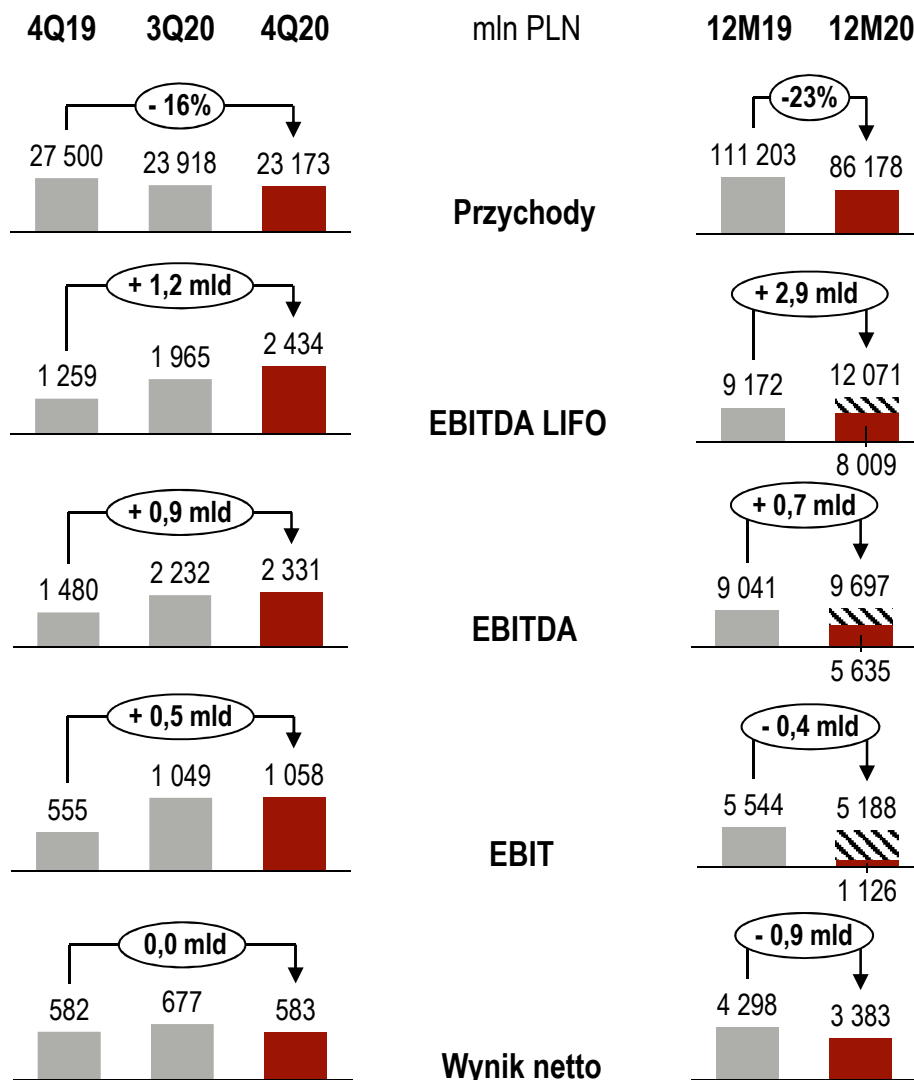 4Q19 3Q20 4Q20 mln PLN 12M19 12M20
- 16% -23%
27 500 23 918 23 173 111 203 86 178
Przychody
+ 1,2 mld + 2,9 mld
1 259 1 965 2 434 9 172 12 071
EBITDA LIFO
8 009
+ 0,9 mld + 0,7 mld
1 480 2 232 2 331 9 041 9 697
EBITDA
5 635
+ 0,5 mld - 0,4 mld
555 1 049 1 058 5 544 5 188
EBIT
1 126
0,0 mld - 0,9 mld
582 677 583 4 298 3 383
Wynik netto